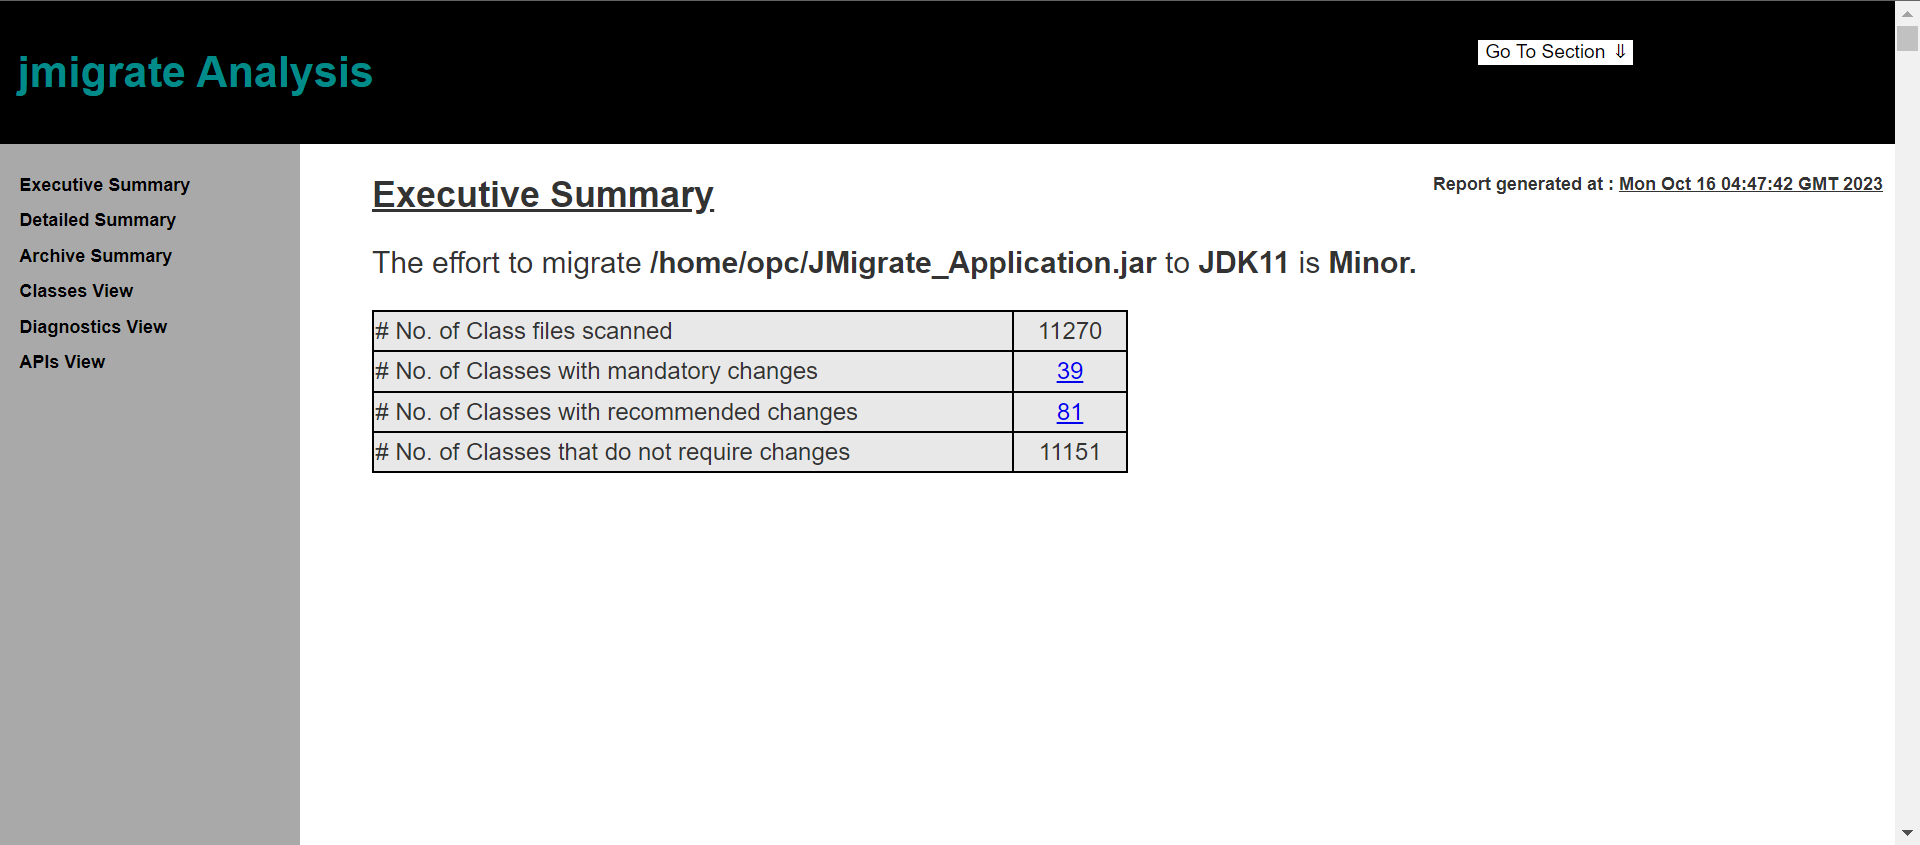 jmigrate Analysis
Go To Section ⇓
Executive Summary
Detailed Summary
Archive Summary
Classes View
Diagnostics View
APIs View
Executive Summary
Report generated at : Mon Oct 16 04:47:42 GMT 2023
The effort to migrate /home/opc/JMigrate_Application.jar to JDK11 is Minor.
# No. of Class files scanned 11270
# No. of Classes with mandatory changes 39
# No. of Classes with recommended changes 81
# No. of Classes that do not require changes 11151